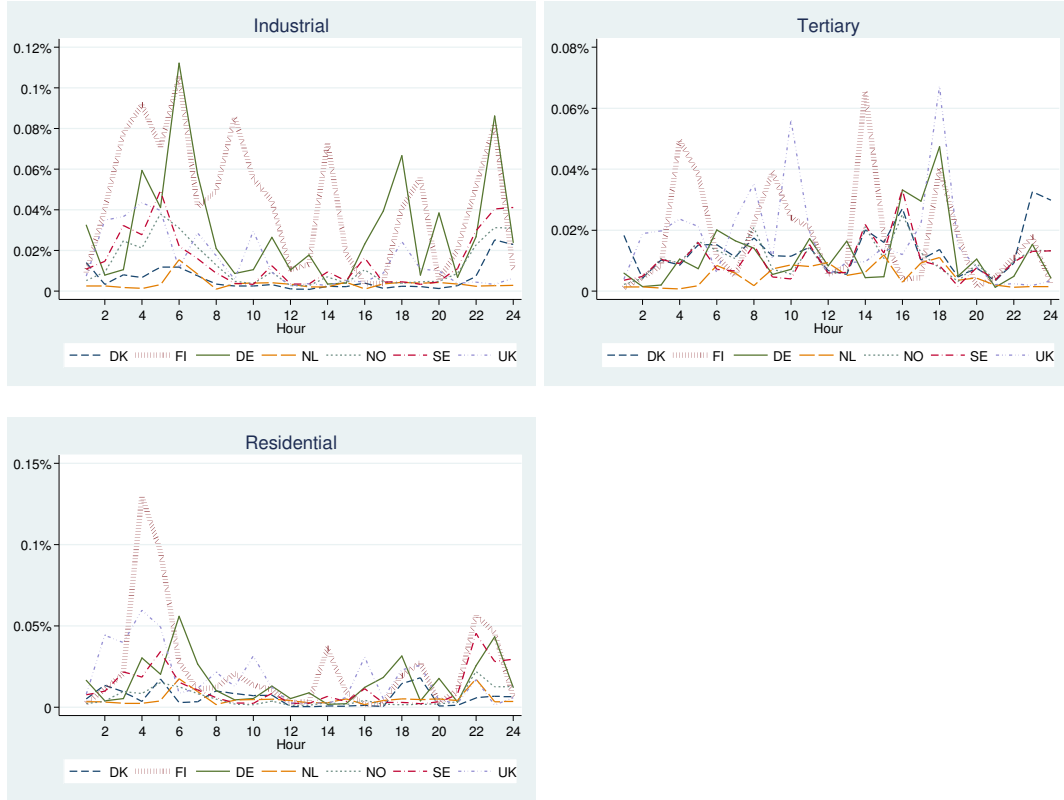 Industrial
0.12%
0.1%
0.08%
0.06%
0.04%
0.02%
0
2 4 6 8 10 12 14 16 18 20 22 24
Hour
DK FI DE NL NO SE UK
Tertiary
0.08%
0.06%
0.04%
0.02%
0
2 4 6 8 10 12 14 16 18 20 22 24
Hour
DK FI DE NL NO SE UK
Residential
0.15%
0.1%
0.05%
0
2 4 6 8 10 12 14 16 18 20 22 24
Hour
DK FI DE NL NO SE UK